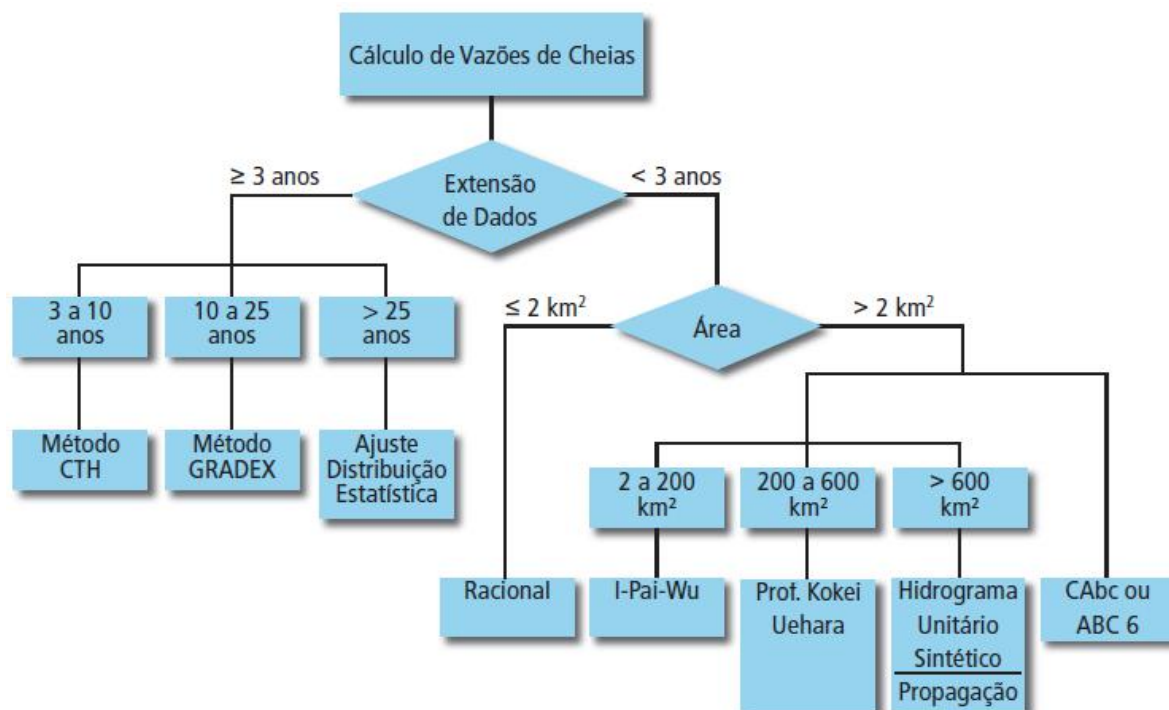 Cálculo de Vazões de Cheias
≥ 3 anos
Extensão
de Dados
< 3 anos
3 a 10
anos
10 a 25
anos
> 25
anos
≤ 2 km²
Área
> 2 km²
Método
CTH
Método
GRADEX
Ajuste
Distribuição
Estatística
2 a 200
km²
200 a 600
km²
> 600
km²
Racional
I-Pai-Wu
Prof. Kokei
Uehara
Hidrograma
Unitário
Sintético
Propagação
CAbc ou
ABC 6